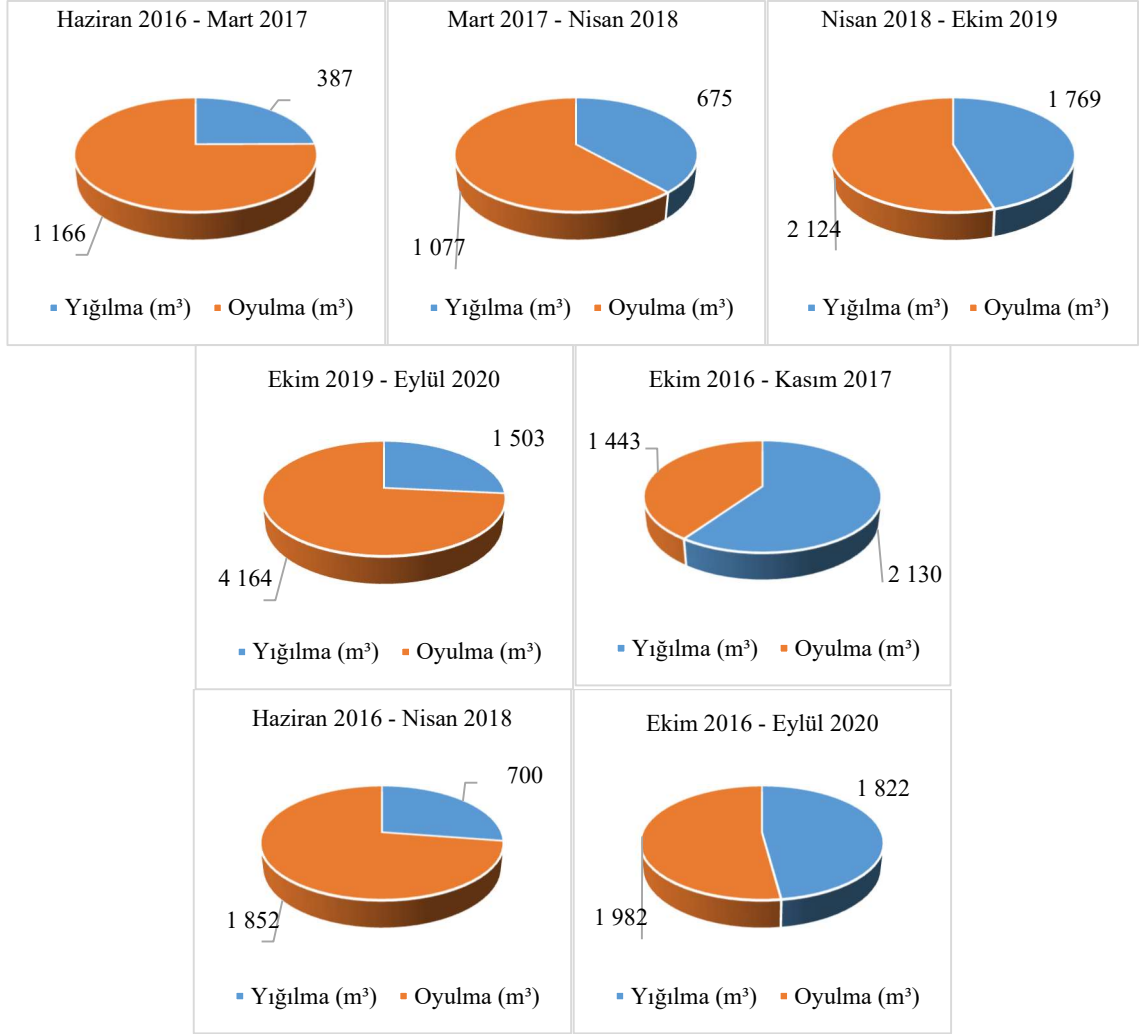 Haziran 2016 - Mart 2017
387
1 166
Yığılma (m³) Oyulma (m³)
Mart 2017 - Nisan 2018
675
1 077
Yığılma (m³) Oyulma (m³)
Nisan 2018 - Ekim 2019
1 769
2 124
Yığılma (m³) Oyulma (m³)
Ekim 2019 - Eylül 2020
1 503
4 164
Yığılma (m³) Oyulma (m³)
Ekim 2016 - Kasım 2017
1 443
2 130
Yığılma (m³) Oyulma (m³)
Haziran 2016 - Nisan 2018
700
1 852
Yığılma (m³) Oyulma (m³)
Ekim 2016 - Eylül 2020
1 822
1 982
Yığılma (m³) Oyulma (m³)